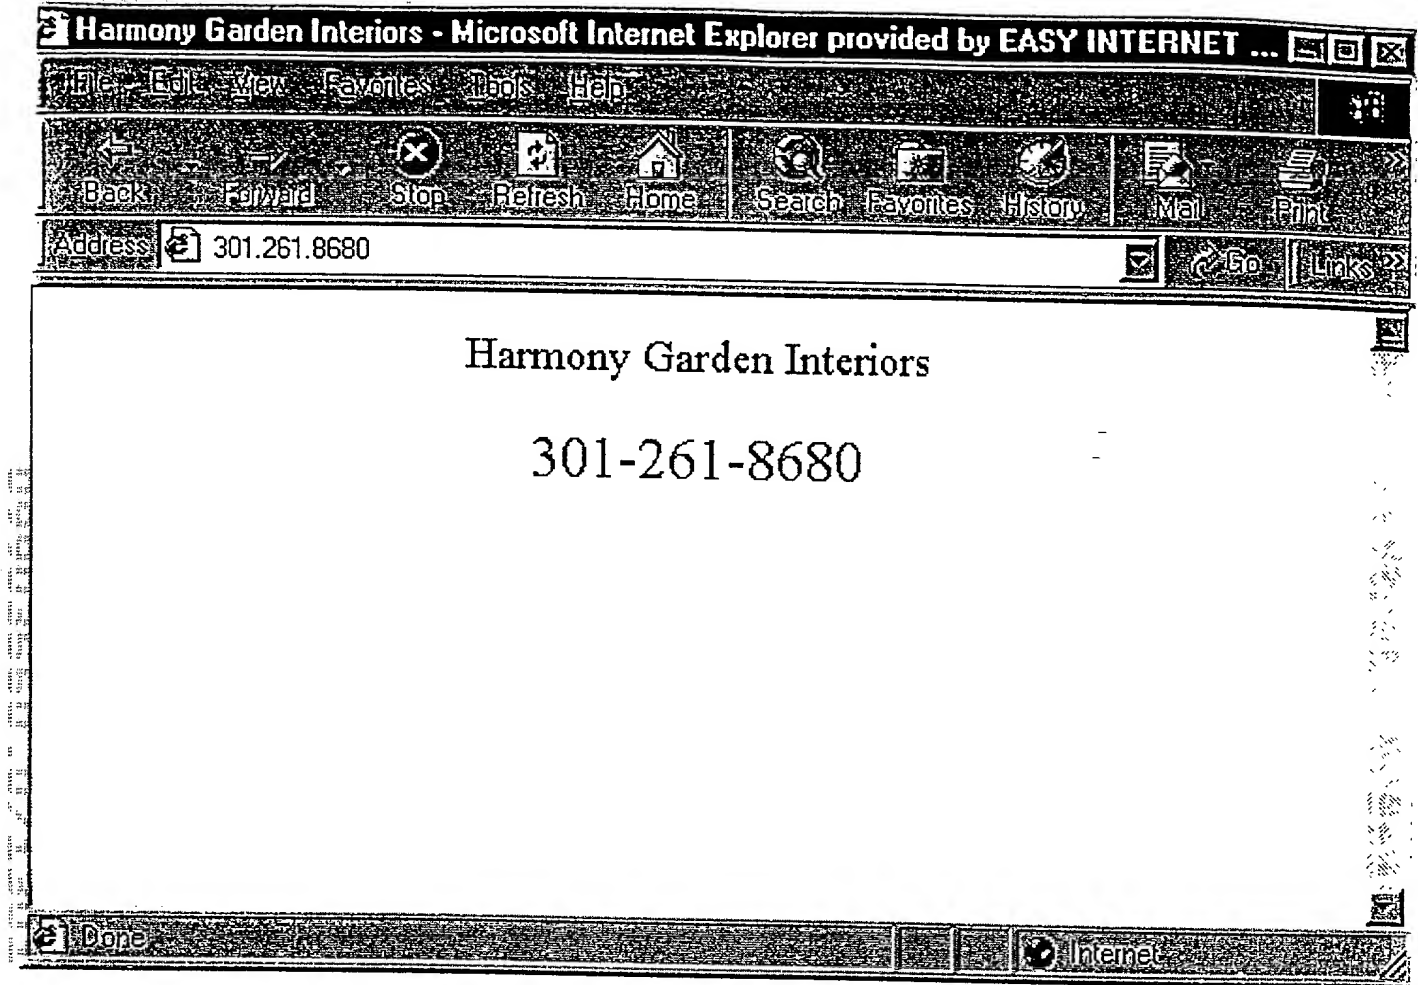 Harmony Garden Interiors - Microsoft Internet Explorer provided by EASY INTERNET ...
File Edit View Favorites Tools Help
Back Forward Stop Refresh Home Search Favorites History Mail Print
Address 301.261.8680 Go Links
Harmony Garden Interiors
301-261-8680
Done Internet